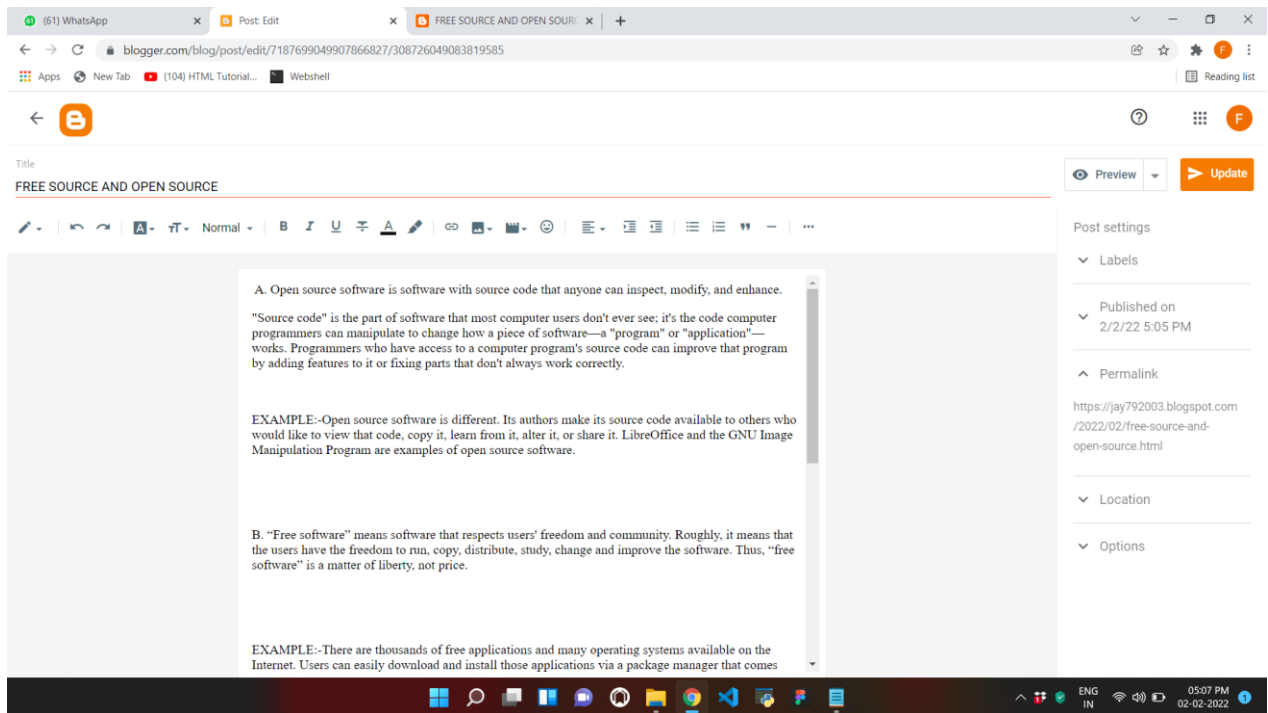 (61) WhatsApp
Post: Edit
FREE SOURCE AND OPEN SOURC
blogger.com/blog/post/edit/7187699049907866827/308726049083819585
Apps
New Tab
(104) HTML Tutorial...
Webshell
Reading list
F
Title
FREE SOURCE AND OPEN SOURCE
Preview
Update
Normal
B I U A
Post settings
Labels
Published on
2/2/22 5:05 PM
Permalink
https://jay792003.blogspot.com
/2022/02/free-source-and-
open-source.html
Location
Options
A. Open source software is software with source code that anyone can inspect, modify, and enhance.
"Source code" is the part of software that most computer users don't ever see; it's the code computer
programmers can manipulate to change how a piece of software—a "program" or "application"—
works. Programmers who have access to a computer program's source code can improve that program
by adding features to it or fixing parts that don't always work correctly.
EXAMPLE:-Open source software is different. Its authors make its source code available to others who
would like to view that code, copy it, learn from it, alter it, or share it. LibreOffice and the GNU Image
Manipulation Program are examples of open source software.
B. “Free software” means software that respects users' freedom and community. Roughly, it means that
the users have the freedom to run, copy, distribute, study, change and improve the software. Thus, “free
software” is a matter of liberty, not price.
EXAMPLE:-There are thousands of free applications and many operating systems available on the
Internet. Users can easily download and install those applications via a package manager that comes
ENG
IN
05:07 PM
02-02-2022
1